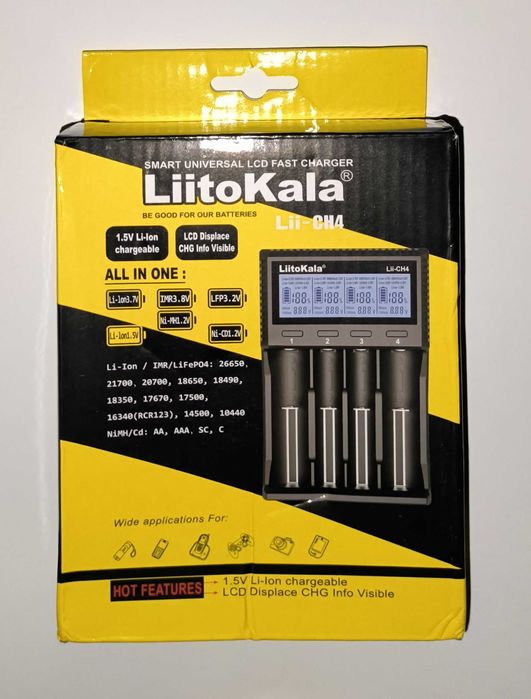 SMART UNIVERSAL LCD FAST CHARGER
LiitoKala®
BE GOOD FOR OUR BATTERIES
Lii-CH4
1.5V Li-Ion
chargeable
LCD Displace
CHG Info Visible
ALL IN ONE :
Li-lon3.7V
IMR3.8V
LFP3.2V
Ni-MH1.2V
Li-lon1.5V
Ni-CD1.2V
Li-Ion / IMR/LiFePO4: 26650,
21700, 20700, 18650, 18490,
18350, 17670, 17500,
16340(RCR123), 14500, 10440
NiMH/Cd: AA, AAA, SC, C
LiitoKala®
Lii-CH4
1 2 3 4
Wide applications For:
HOT FEATURES
1.5V Li-Ion chargeable
LCD Displace CHG Info Visible